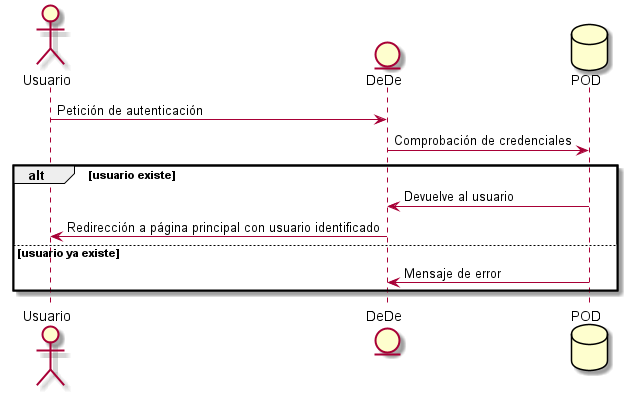 Usuario
DeDe
POD
Petición de autenticación
Comprobación de credenciales
alt [usuario existe]
Devuelve al usuario
Redirección a página principal con usuario identificado
[usuario ya existe]
Mensaje de error
Usuario
DeDe
POD